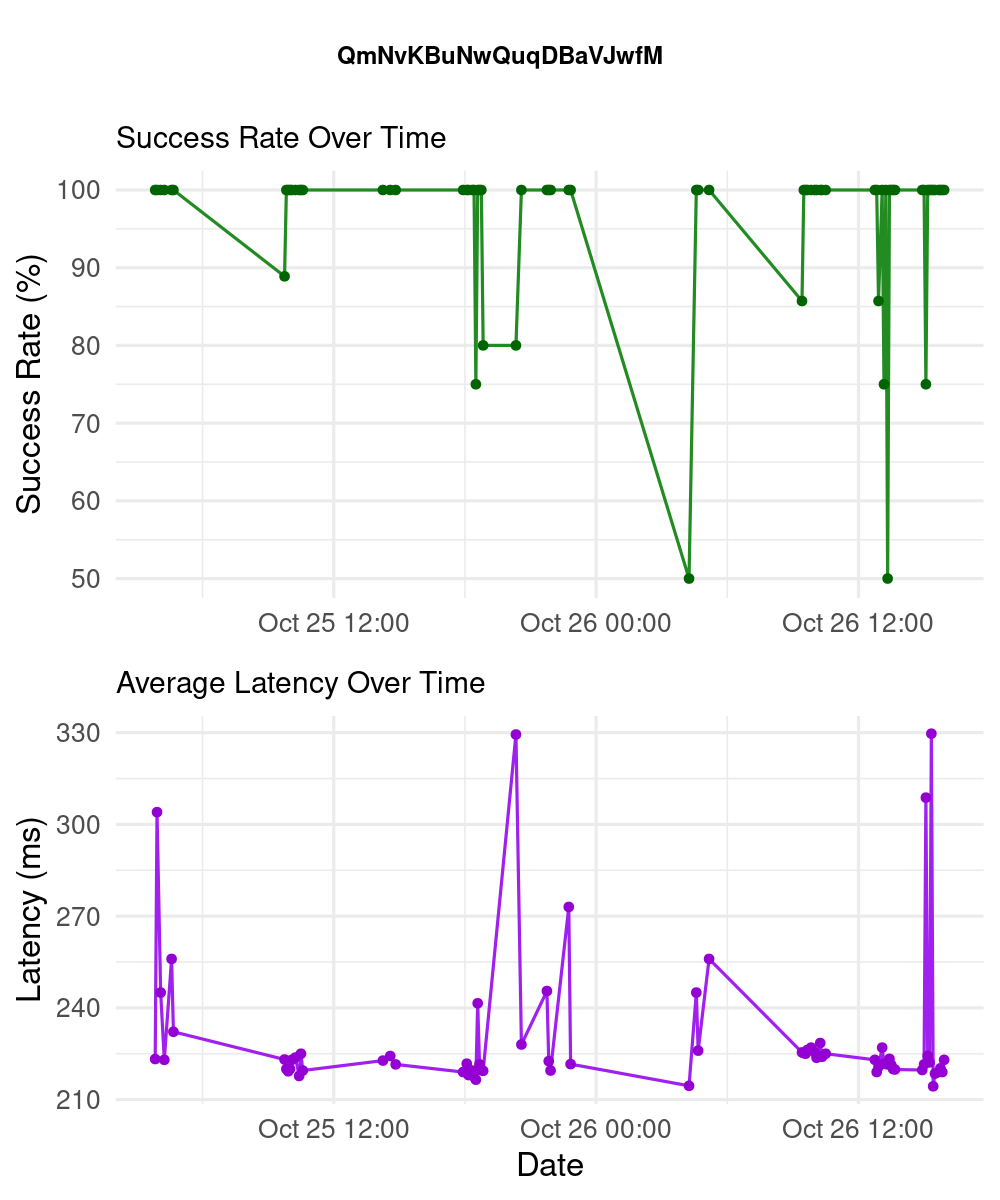 QmNvKBuNwQuqDBaVJwfM
Success Rate Over Time
Success Rate (%)
100
90
80
70
60
50
Oct 25 12:00 Oct 26 00:00 Oct 26 12:00
Average Latency Over Time
Latency (ms)
330
300
270
240
210
Oct 25 12:00 Oct 26 00:00 Oct 26 12:00
Date